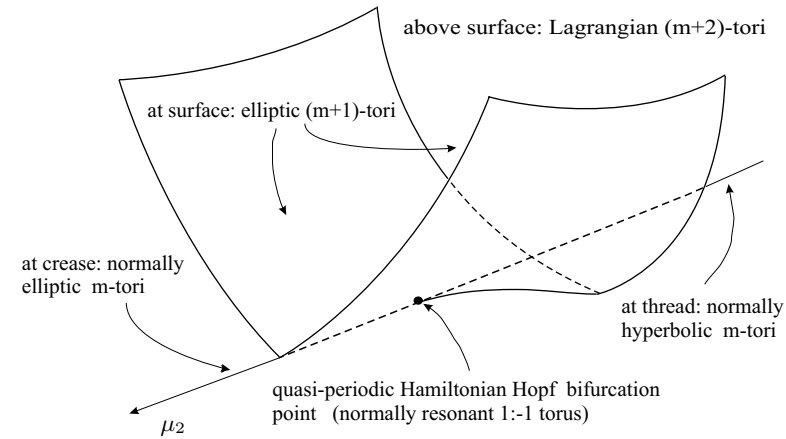 above surface: Lagrangian (m+2)-tori
at surface: elliptic (m+1)-tori
at crease: normally
elliptic m-tori
at thread: normally
hyperbolic m-tori
quasi-periodic Hamiltonian Hopf bifurcation
point (normally resonant 1:-1 torus)
μ₂